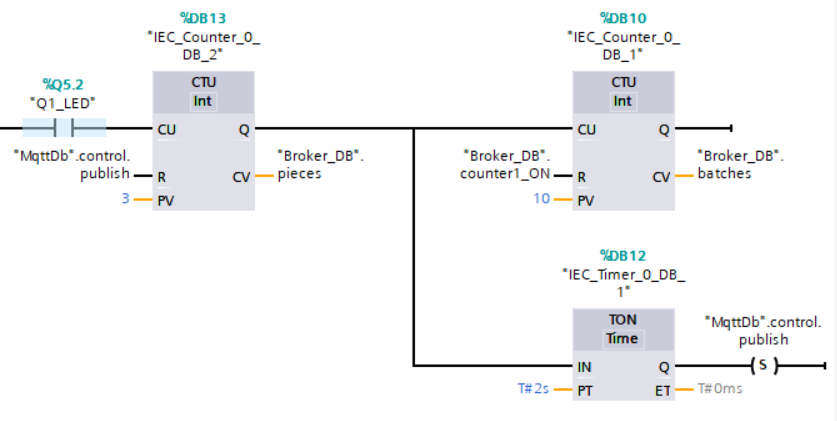 %DB13
"IEC_Counter_0_
DB_2"
CTU
Int
%Q5.2
"Q1_LED"
CU
Q
"MqttDb".control.
publish
R
CV
"Broker_DB".
pieces
3
PV
%DB10
"IEC_Counter_0_
DB_1"
CTU
Int
CU
Q
"Broker_DB".
counter1_ON
R
CV
"Broker_DB".
batches
10
PV
%DB12
"IEC_Timer_0_DB_
1"
TON
Time
"MqttDb".control.
publish
IN
Q
S
T#2s
PT
ET
T#0ms